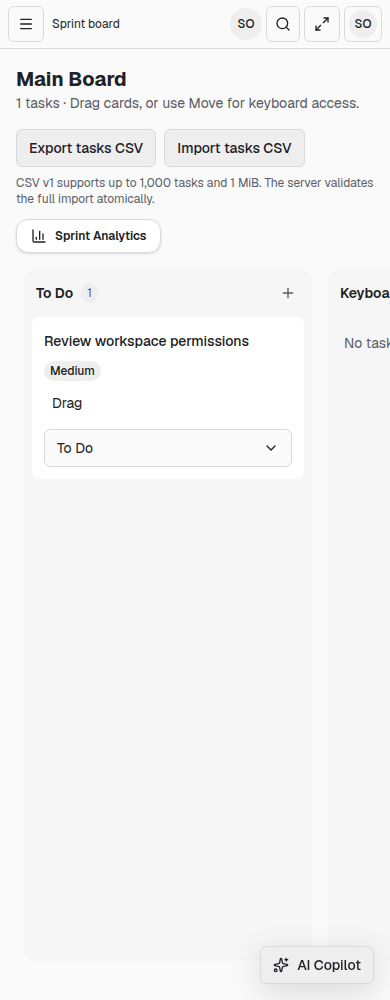 Sprint board
SO
SO
Main Board
1 tasks · Drag cards, or use Move for keyboard access.
Export tasks CSV
Import tasks CSV
CSV v1 supports up to 1,000 tasks and 1 MiB. The server validates
the full import atomically.
Sprint Analytics
To Do 1
Review workspace permissions
Medium
Drag
To Do
No
AI Copilot